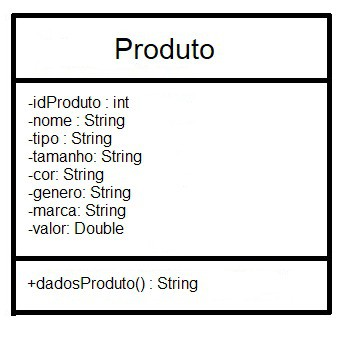 Produto
-idProduto : int
-nome : String
-tipo : String
-tamanho: String
-cor: String
-genero: String
-marca: String
-valor: Double
+dadosProduto() : String